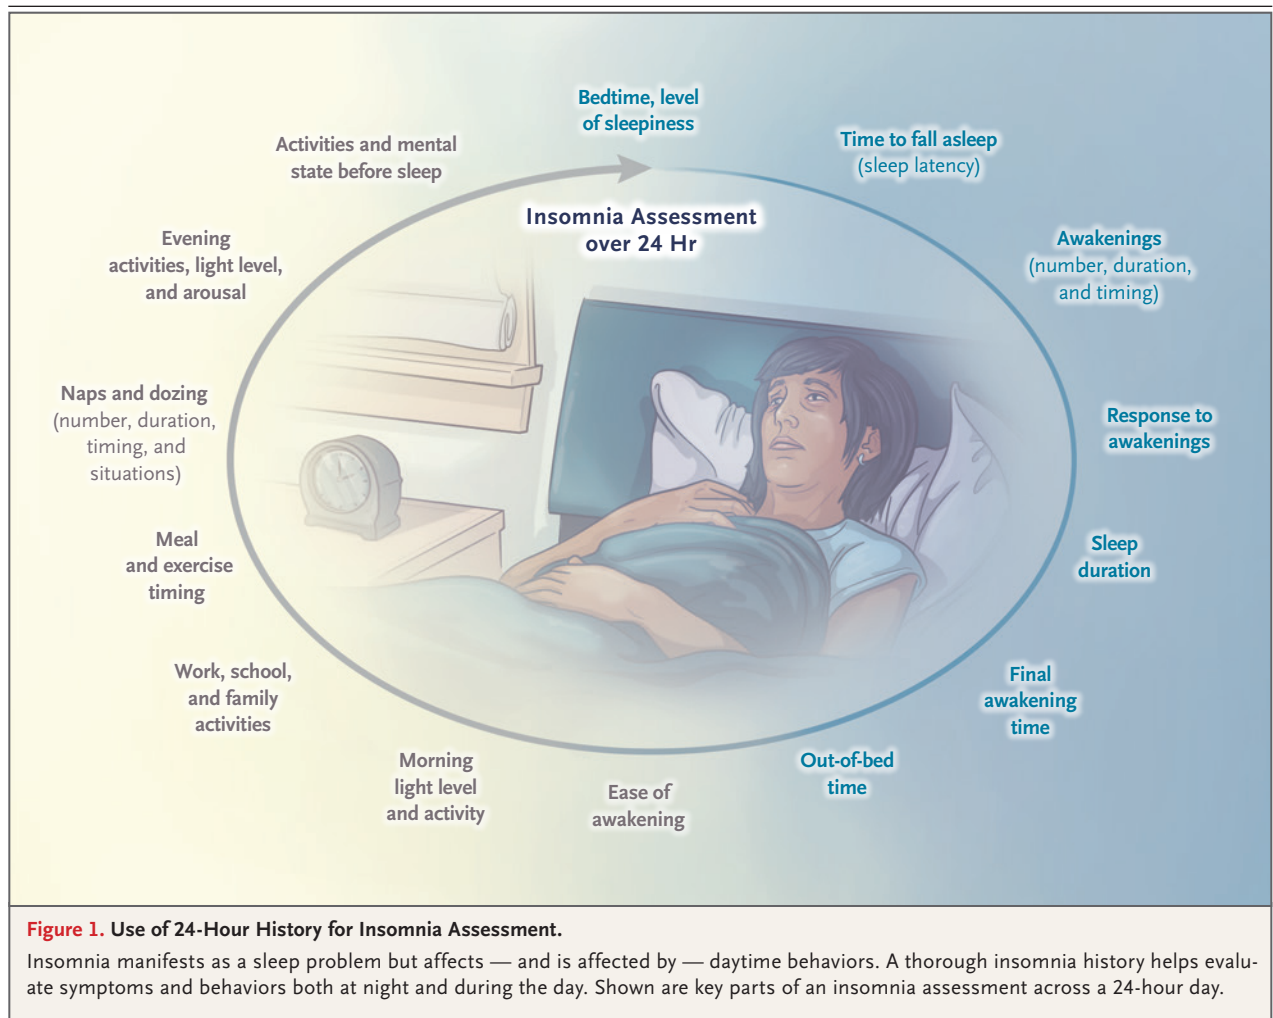 Bedtime, level
of sleepiness
Time to fall asleep
(sleep latency)
Awakenings
(number, duration,
and timing)
Response to
awakenings
Sleep
duration
Final
awakening
time
Out-of-bed
time
Ease of
awakening
Morning
light level
and activity
Work, school,
and family
activities
Meal
and exercise
timing
Naps and dozing
(number, duration,
timing, and
situations)
Evening
activities, light level,
and arousal
Activities and mental
state before sleep
Insomnia Assessment
over 24 Hr
Figure 1. Use of 24-Hour History for Insomnia Assessment.
Insomnia manifests as a sleep problem but affects — and is affected by — daytime behaviors. A thorough insomnia history helps evalu-
ate symptoms and behaviors both at night and during the day. Shown are key parts of an insomnia assessment across a 24-hour day.